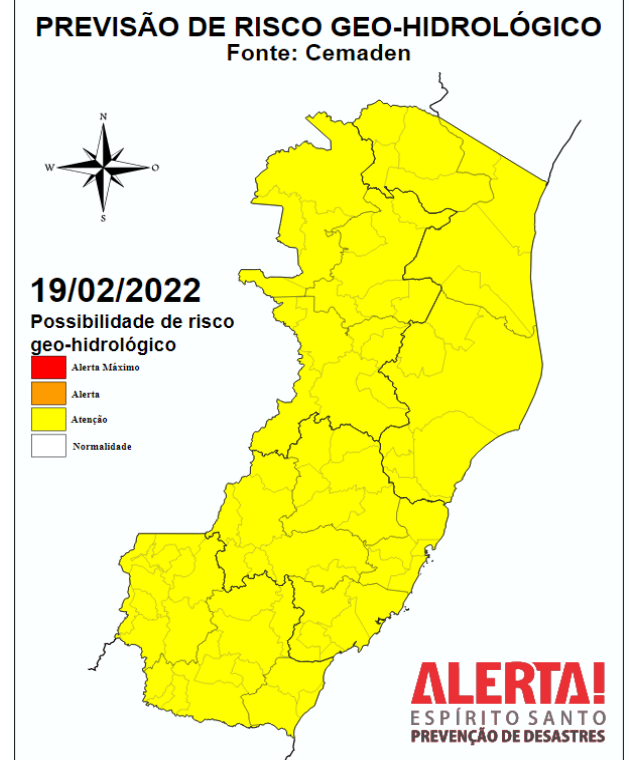 PREVISÃO DE RISCO GEO-HIDROLÓGICO
Fonte: Cemaden
N
W
O
S
19/02/2022
Possibilidade de risco
geo-hidrológico
Alerta Máximo
Alerta
Atenção
Normalidade
ALERTA!
ESPÍRITO SANTO
PREVENÇÃO DE DESASTRES